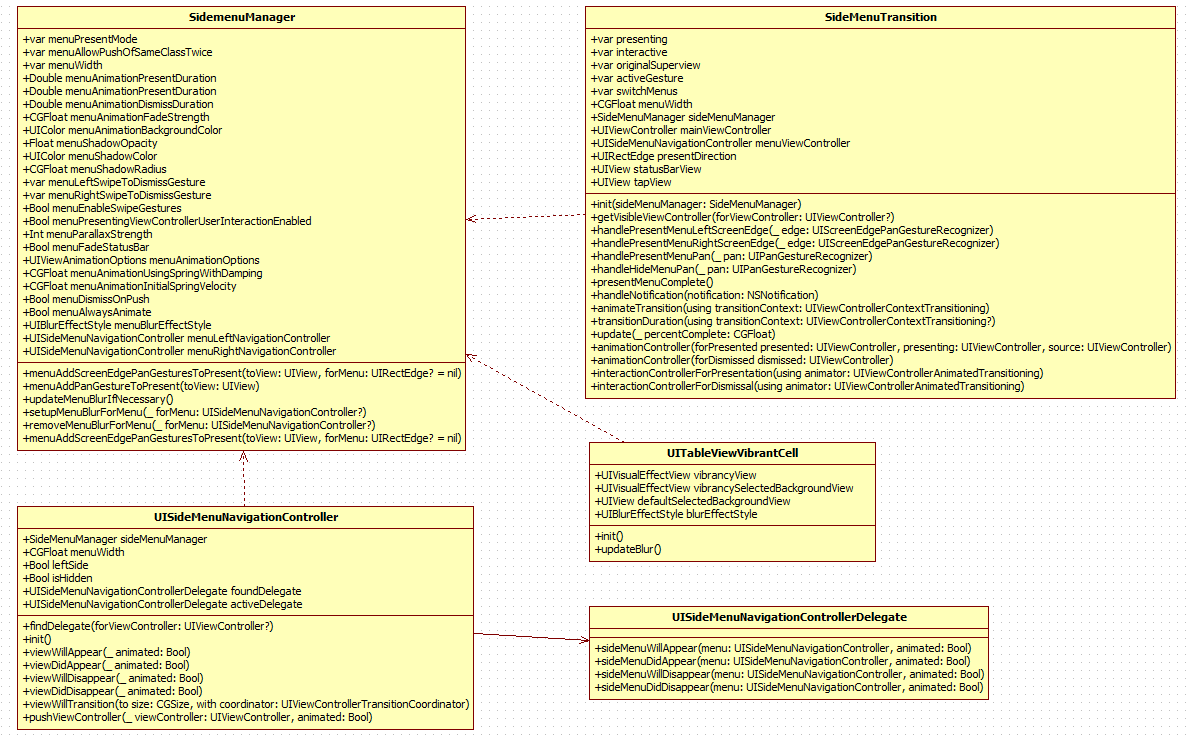 SidemenuManager
+var menuPresentMode
+var menuAllowPushOfSameClassTwice
+var menuWidth
+Double menuAnimationPresentDuration
+Double menuAnimationPresentDuration
+Double menuAnimationDismissDuration
+CGFloat menuAnimationFadeStrength
+UIColor menuAnimationBackgroundColor
+Float menuShadowOpacity
+UIColor menuShadowColor
+CGFloat menuShadowRadius
+var menuLeftSwipeToDismissGesture
+var menuRightSwipeToDismissGesture
+Bool menuEnableSwipeGestures
+Bool menuPresentingViewControllerUserInteractionEnabled
+Int menuParallaxStrength
+Bool menuFadeStatusBar
+UIViewAnimationOptions menuAnimationOptions
+CGFloat menuAnimationUsingSpringWithDamping
+CGFloat menuAnimationInitialSpringVelocity
+Bool menuDismissOnPush
+Bool menuAlwaysAnimate
+UIBlurEffectStyle menuBlurEffectStyle
+UISideMenuNavigationController menuLeftNavigationController
+UISideMenuNavigationController menuRightNavigationController
+menuAddScreenEdgePanGesturesToPresent(toView: UIView, forMenu: UIRectEdge? = nil)
+menuAddPanGestureToPresent(toView: UIView)
+updateMenuBlurIfNecessary()
+setupMenuBlurForMenu(_ forMenu: UISideMenuNavigationController?)
+removeMenuBlurForMenu(_ forMenu: UISideMenuNavigationController?)
+menuAddScreenEdgePanGesturesToPresent(toView: UIView, forMenu: UIRectEdge? = nil)
SideMenuTransition
+var presenting
+var interactive
+var originalSuperview
+var activeGesture
+var switchMenus
+CGFloat menuWidth
+SideMenuManager sideMenuManager
+UIViewController mainViewController
+UISideMenuNavigationController menuViewController
+UIRectEdge presentDirection
+UIView statusBarView
+UIView tapView
+init(sideMenuManager: SideMenuManager)
+getVisibleViewController(forViewController: UIViewController?)
+handlePresentMenuLeftScreenEdge(_ edge: UIScreenEdgePanGestureRecognizer)
+handlePresentMenuRightScreenEdge(_ edge: UIScreenEdgePanGestureRecognizer)
+handlePresentMenuPan(_ pan: UIPanGestureRecognizer)
+handleHideMenuPan(_ pan: UIPanGestureRecognizer)
+presentMenuComplete()
+handleNotification(notification: NSNotification)
+animateTransition(using transitionContext: UIViewControllerContextTransitioning)
+transitionDuration(using transitionContext: UIViewControllerContextTransitioning?)
+update(_ percentComplete: CGFloat)
+animationController(forPresented presented: UIViewController, presenting: UIViewController, source: UIViewController)
+animationController(forDismissed dismissed: UIViewController)
+interactionControllerForPresentation(using animator: UIViewControllerAnimatedTransitioning)
+interactionControllerForDismissal(using animator: UIViewControllerAnimatedTransitioning)
UITableViewVibrantCell
+UIVisualEffectView vibrancyView
+UIVisualEffectView vibrancySelectedBackgroundView
+UIView defaultSelectedBackgroundView
+UIBlurEffectStyle blurEffectStyle
+init()
+updateBlur()
UISideMenuNavigationController
+SideMenuManager sideMenuManager
+CGFloat menuWidth
+Bool leftSide
+Bool isHidden
+UISideMenuNavigationControllerDelegate foundDelegate
+UISideMenuNavigationControllerDelegate activeDelegate
+findDelegate(forViewController: UIViewController?)
+init()
+viewWillAppear(_ animated: Bool)
+viewDidAppear(_ animated: Bool)
+viewWillDisappear(_ animated: Bool)
+viewDidDisappear(_ animated: Bool)
+viewWillTransition(to size: CGSize, with coordinator: UIViewControllerTransitionCoordinator)
+pushViewController(_ viewController: UIViewController, animated: Bool)
UISideMenuNavigationControllerDelegate
+sideMenuWillAppear(menu: UISideMenuNavigationController, animated: Bool)
+sideMenuDidAppear(menu: UISideMenuNavigationController, animated: Bool)
+sideMenuWillDisappear(menu: UISideMenuNavigationController, animated: Bool)
+sideMenuDidDisappear(menu: UISideMenuNavigationController, animated: Bool)